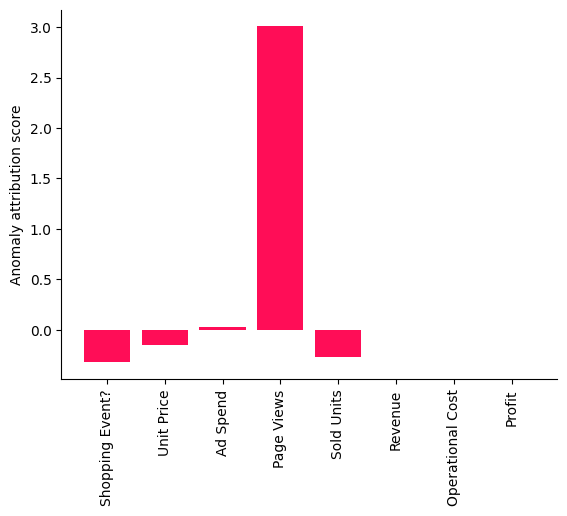 Anomaly attribution score
3.0
2.5
2.0
1.5
1.0
0.5
0.0
Shopping Event?
Unit Price
Ad Spend
Page Views
Sold Units
Revenue
Operational Cost
Profit